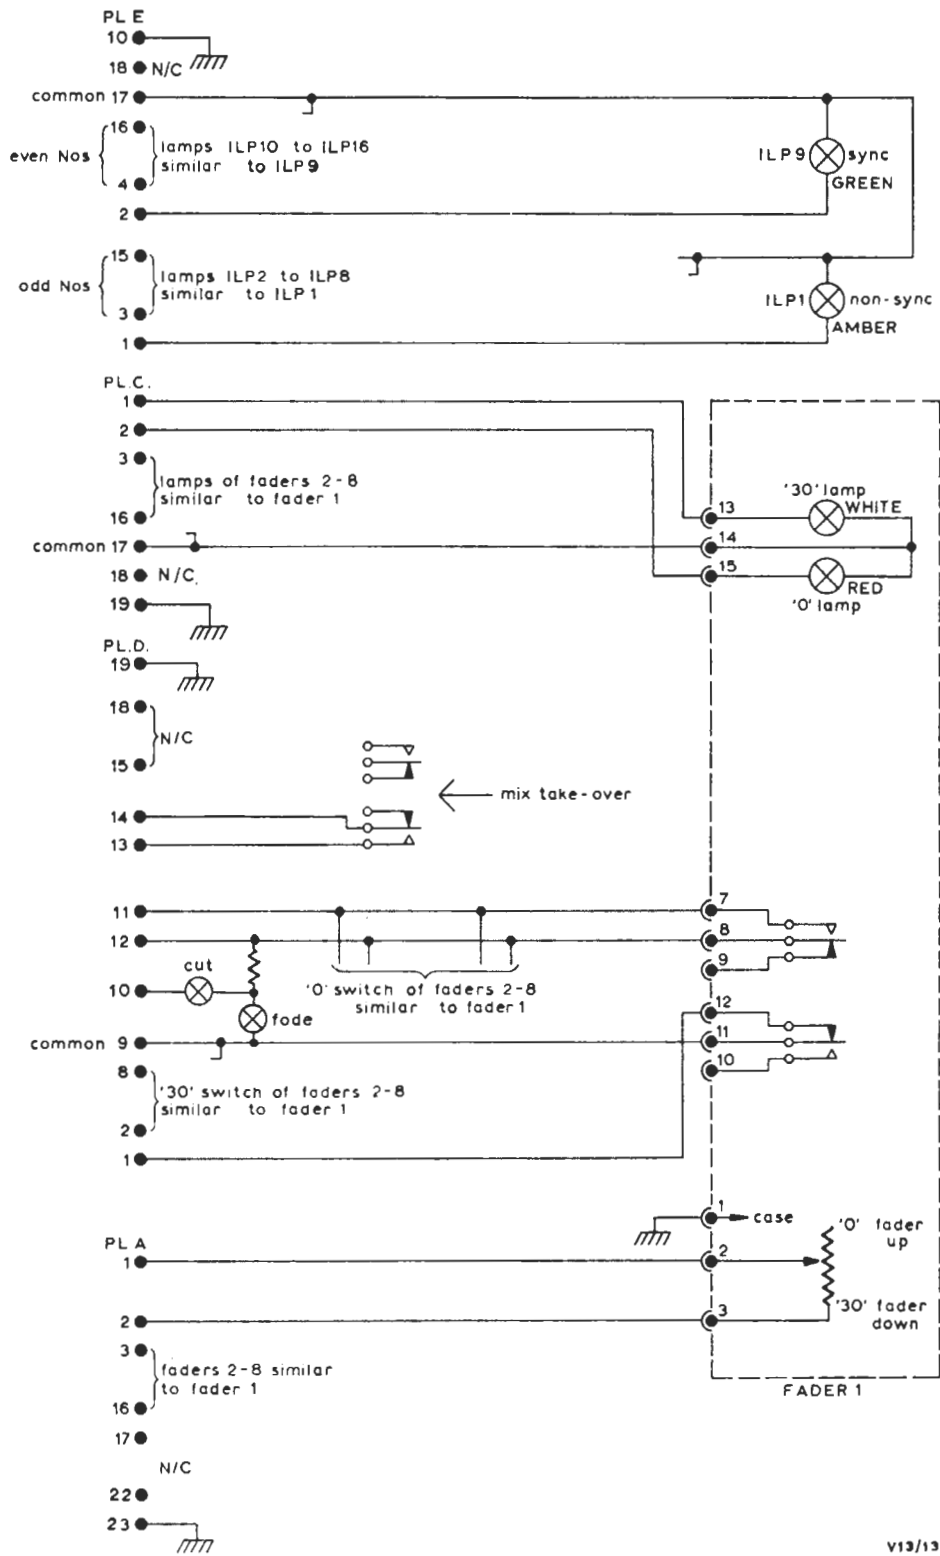 PL E
10
18 N/C
common 17
16
even Nos
lamps ILP10 to ILP16
similar to ILP9
4
2
ILP9
sync
GREEN
15
odd Nos
lamps ILP2 to ILP8
similar to ILP1
3
1
ILP1
non-sync
AMBER
PL.C.
1
2
3
lamps of faders 2-8
similar to fader 1
16
common 17
18 N/C.
19
13
14
15
'30' lamp
WHITE
RED
'0' lamp
PL.D.
19
18
N/C
15
14
13
mix take-over
11
12
cut
10
fode
common 9
'0' switch of faders 2-8
similar to fader 1
8
'30' switch of faders 2-8
similar to fader 1
2
1
7
8
9
12
11
10
1
case
2
3
'0' fader
up
'30' fader
down
FADER 1
PL A
1
2
3
faders 2-8 similar
to fader 1
16
17
N/C
22
23
V13/13